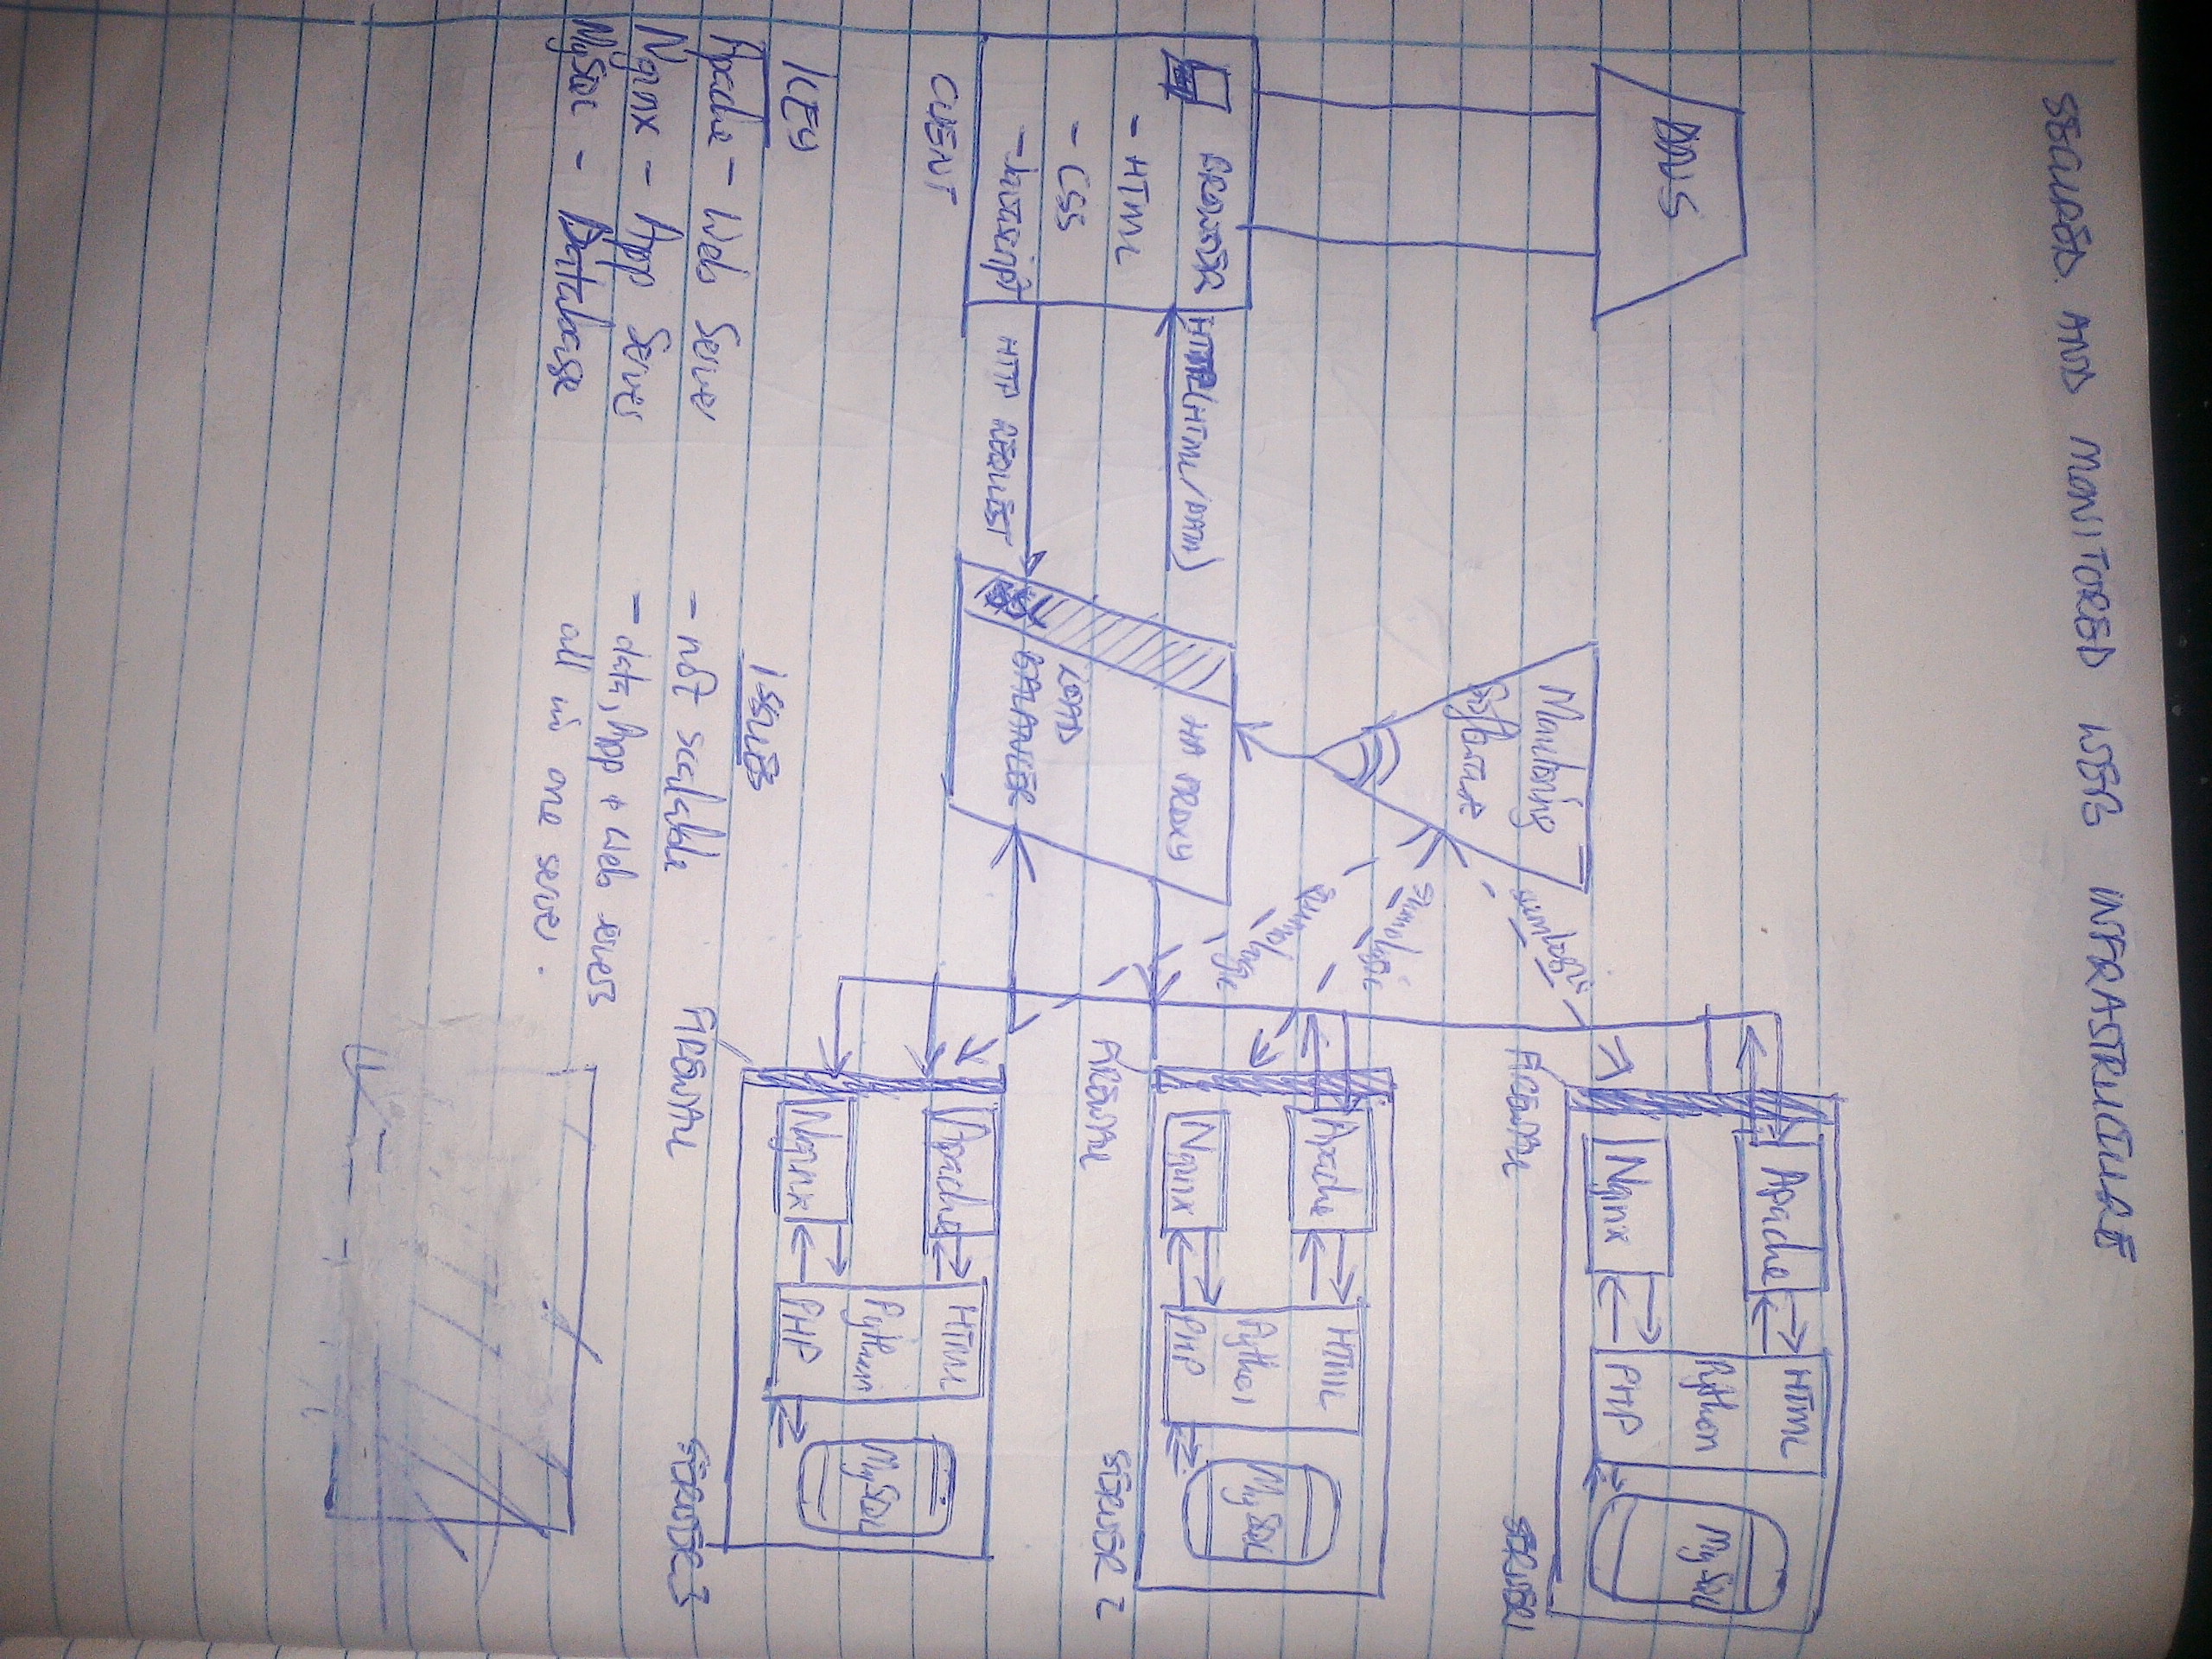 SECURED AND MONITORED WEB INFRASTRUCTURE
DNS
Monitoring
Software
sumologic
sumologic
BROWSER
- HTML
- CSS
- Javascript
CLIENT
(HTML/DATA)
HTTP REQUEST
HA PROXY
LOAD
BALANCER
Apache
HTML
Python
PHP
MySQL
Nginx
FIREWALL
SERVER 1
Apache
HTML
Python
PHP
MySQL
Nginx
FIREWALL
SERVER 2
Apache
HTML
Python
PHP
MySQL
Nginx
FIREWALL
SERVER 3
KEY
Apache - Web Server
Nginx - App Server
MySQL - Database
ISSUES
- not scalable
- data, App & Web servers
all in one server.